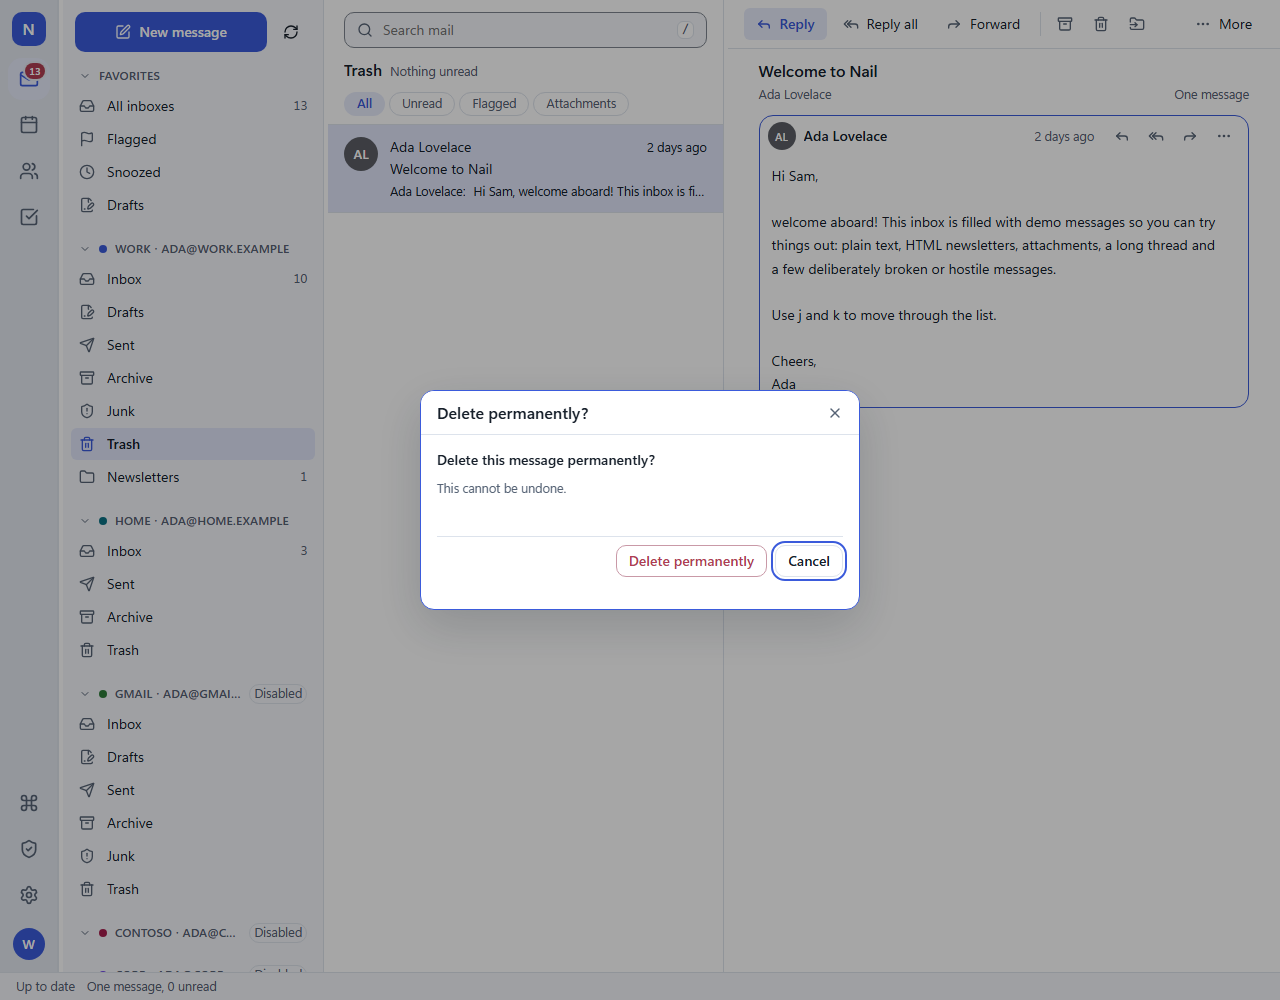 N
13
New message
FAVORITES
All inboxes 13
Flagged
Snoozed
Drafts
WORK · ADA@WORK.EXAMPLE
Inbox 10
Drafts
Sent
Archive
Junk
Trash
Newsletters 1
HOME · ADA@HOME.EXAMPLE
Inbox 3
Sent
Archive
Trash
GMAIL · ADA@GMAI... Disabled
Inbox
Drafts
Sent
Archive
Junk
Trash
CONTOSO · ADA@C... Disabled
W
Search mail /
Trash Nothing unread
All Unread Flagged Attachments
AL
Ada Lovelace 2 days ago
Welcome to Nail
Ada Lovelace: Hi Sam, welcome aboard! This inbox is fi...
Reply Reply all Forward More
Welcome to Nail
Ada Lovelace One message
AL Ada Lovelace 2 days ago
Hi Sam,
welcome aboard! This inbox is filled with demo messages so you can try
things out: plain text, HTML newsletters, attachments, a long thread and
a few deliberately broken or hostile messages.
Use j and k to move through the list.
Cheers,
Ada
Delete permanently?
Delete this message permanently?
This cannot be undone.
Delete permanently Cancel
Up to date One message, 0 unread